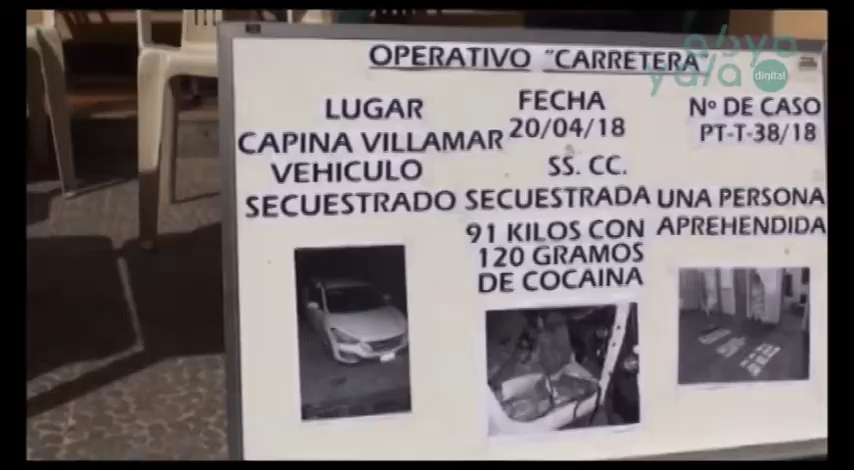 abya
yala
digital
OPERATIVO "CARRETERA"
LUGAR
CAPINA VILLAMAR
VEHICULO
SECUESTRADO
FECHA
20/04/18
SS. CC.
SECUESTRADA
91 KILOS CON
120 GRAMOS
DE COCAINA
Nº DE CASO
PT-T-38/18
UNA PERSONA
APREHENDIDA